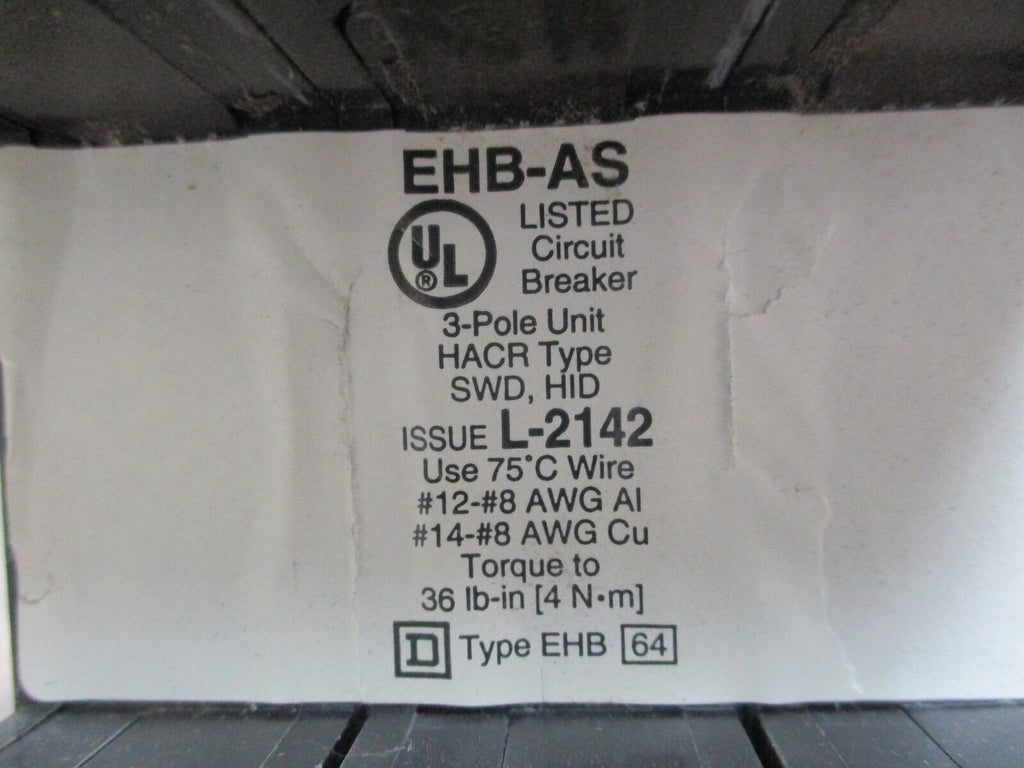 EHB-AS
UL® LISTED
Circuit
Breaker
3-Pole Unit
HACR Type
SWD, HID
ISSUE L-2142
Use 75°C Wire
#12-#8 AWG Al
#14-#8 AWG Cu
Torque to
36 lb-in [4 N•m]
D Type EHB 64